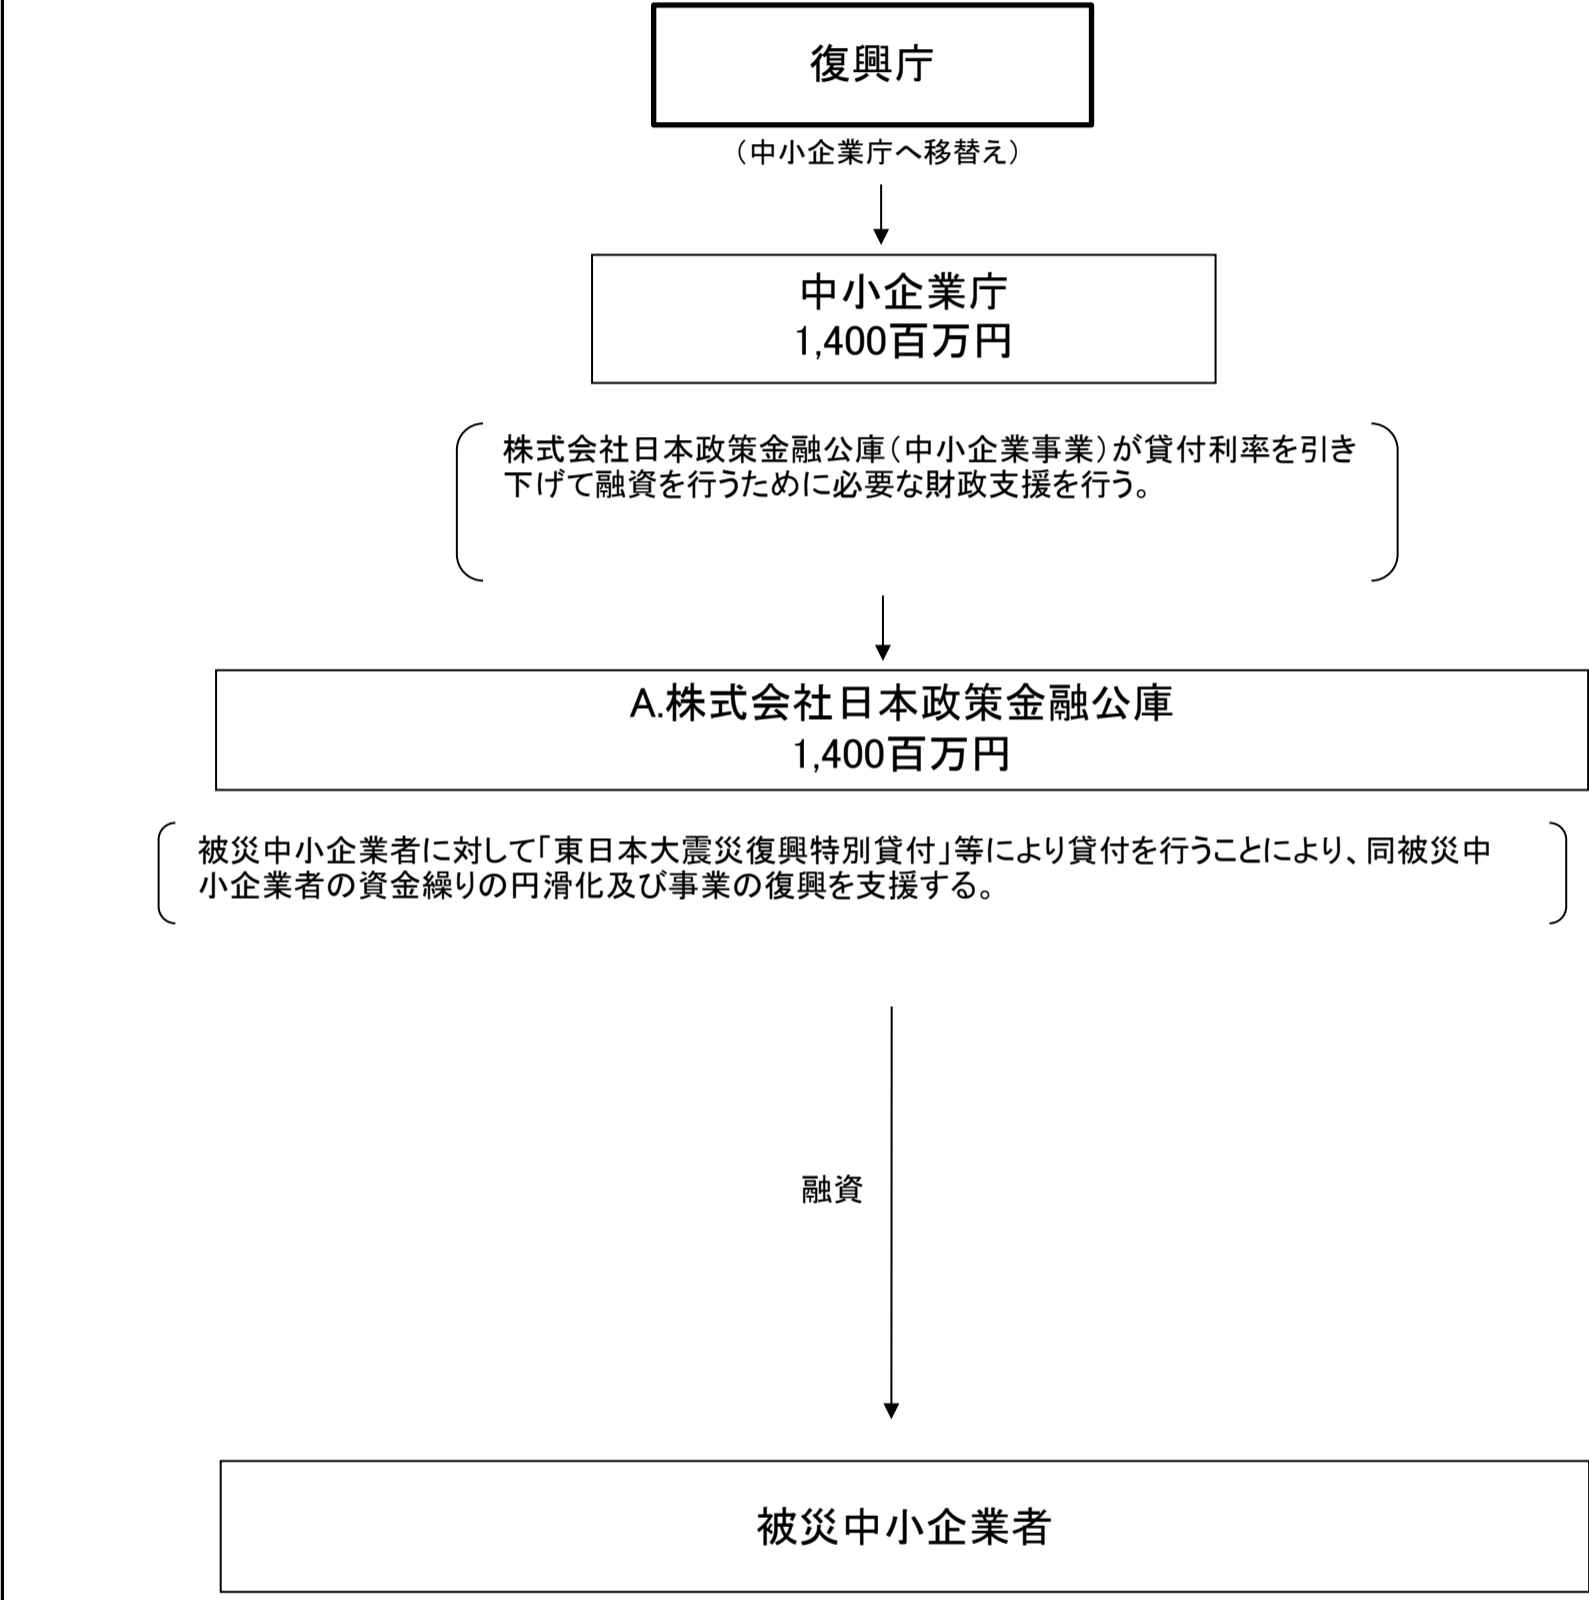 復興庁
（中小企業庁へ移替え）
中小企業庁
1,400百万円
株式会社日本政策金融公庫（中小企業事業）が貸付利率を引き
下げて融資を行うために必要な財政支援を行う。
A.株式会社日本政策金融公庫
1,400百万円
被災中小企業者に対して「東日本大震災復興特別貸付」等により貸付を行うことにより、同被災中
小企業者の資金繰りの円滑化及び事業の復興を支援する。
融資
被災中小企業者